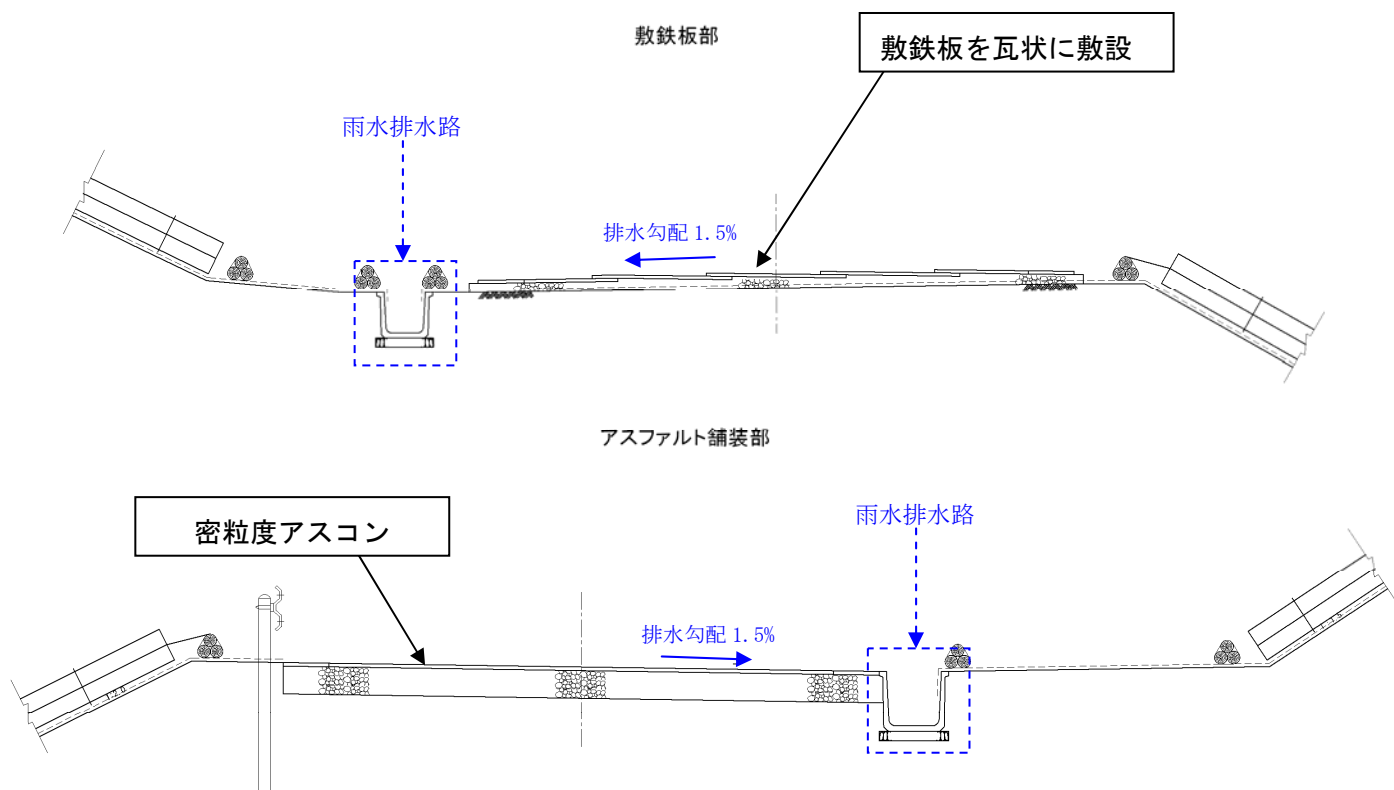 敷鉄板部
敷鉄板を瓦状に敷設
雨水排水路
排水勾配 1.5%
アスファルト舗装部
密粒度アスコン
雨水排水路
排水勾配 1.5%